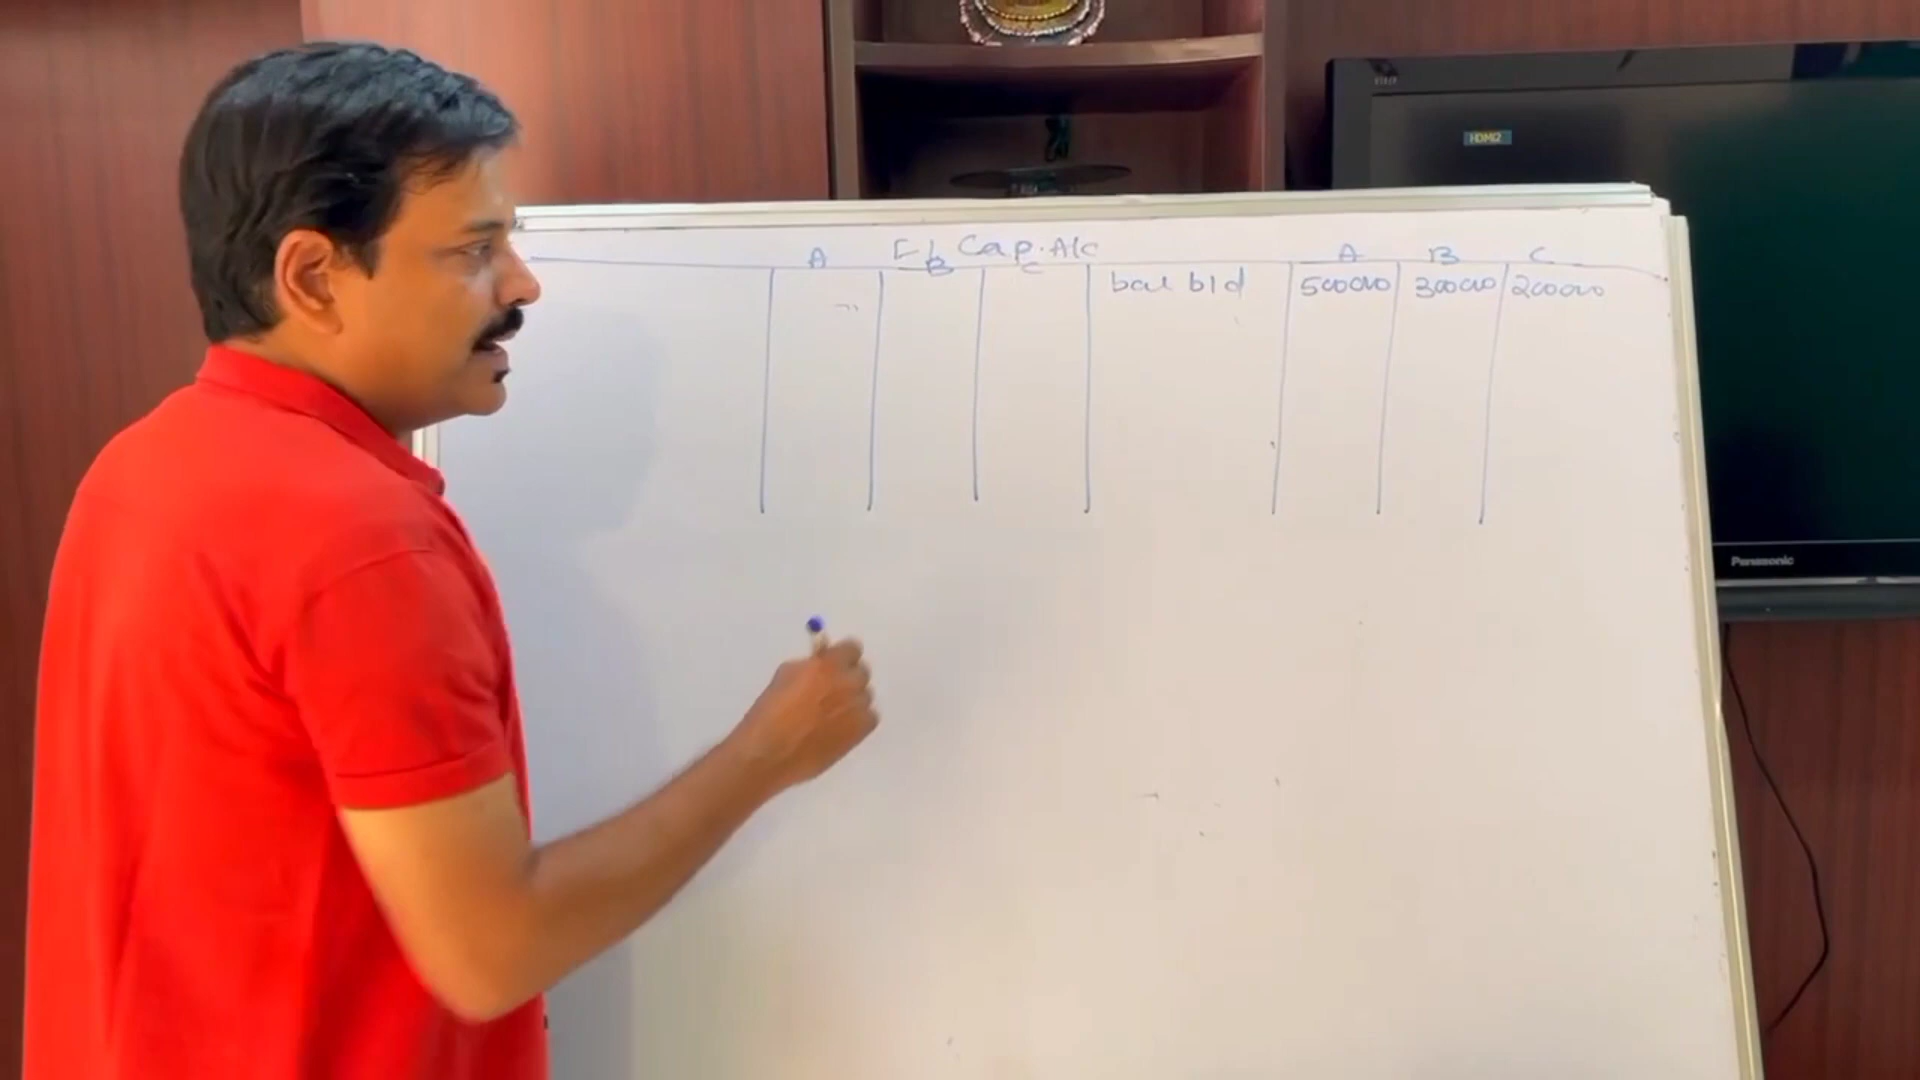 HDMI2
Cap. A/c
A B C A B C
bal b/d 500000 300000 200000
Panasonic